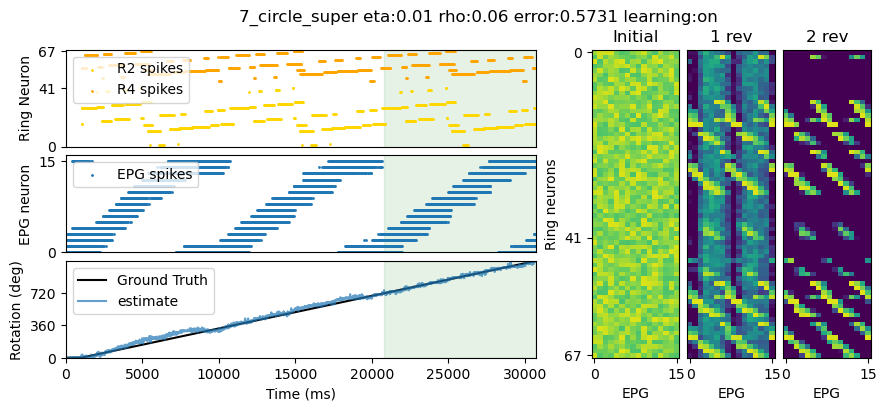 7_circle_super eta:0.01 rho:0.06 error:0.5731 learning:on
Ring Neuron
67
41
0
R2 spikes
R4 spikes
EPG neuron
15
0
EPG spikes
Rotation (deg)
720
360
0
Ground Truth
estimate
0
5000
10000
15000
20000
25000
30000
Time (ms)
Initial
1 rev
2 rev
Ring neurons
0
41
67
0
15
0
15
0
15
EPG
EPG
EPG